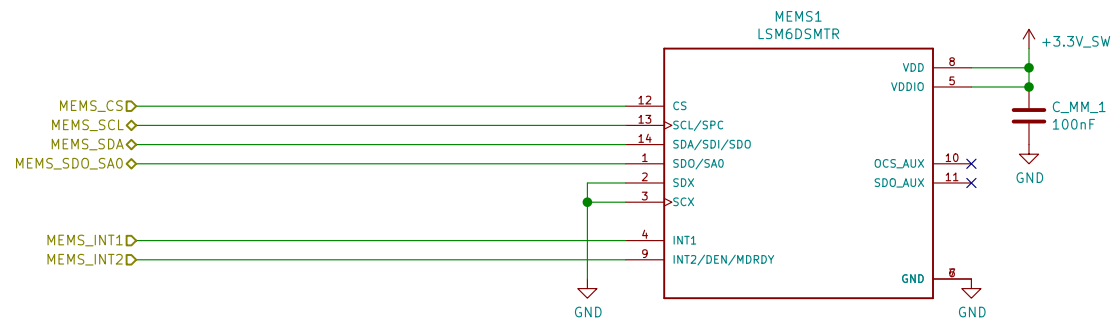 MEMS1
LSM6DSMTR
+3.3V_SW
VDD 8
VDDIO 5
MEMS_CS 12 CS
C_MM_1
100nF
MEMS_SCL 13 SCL/SPC
MEMS_SDA 14 SDA/SDI/SDO
MEMS_SDO_SA0 1 SDO/SA0
OCS_AUX 10
2 SDX
SDO_AUX 11
GND
3 SCX
MEMS_INT1 4 INT1
MEMS_INT2 9 INT2/DEN/MDRDY
GND
GND
GND